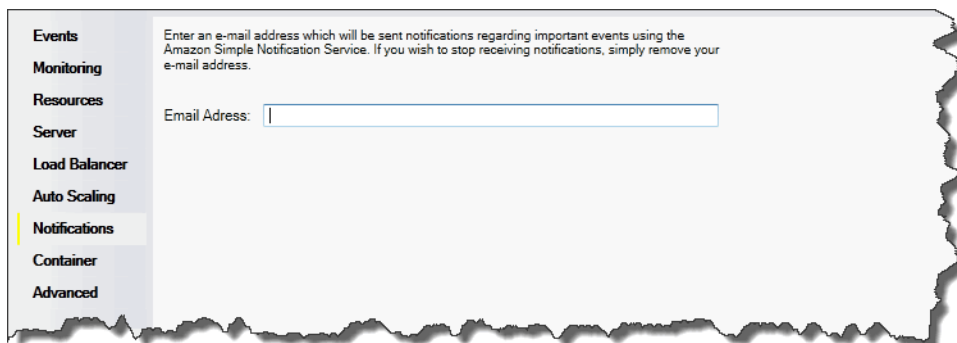 Events
Monitoring
Resources
Server
Load Balancer
Auto Scaling
Notifications
Container
Advanced
Enter an e-mail address which will be sent notifications regarding important events using the
Amazon Simple Notification Service. If you wish to stop receiving notifications, simply remove your
e-mail address.
Email Adress: